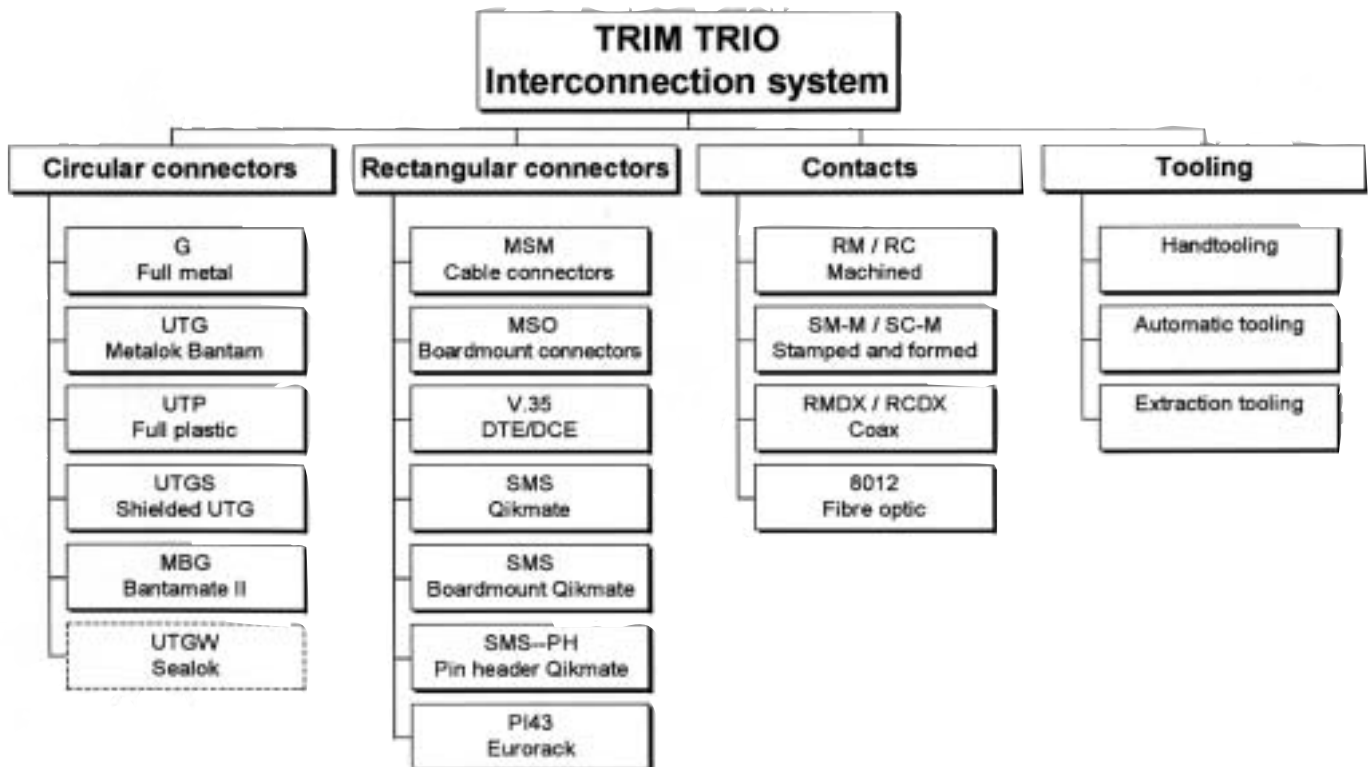 TRIM TRIO
Interconnection system
Circular connectors
G
Full metal
UTG
Metalok Bantam
UTP
Full plastic
UTGS
Shielded UTG
MBG
Bantamate II
UTGW
Sealok
Rectangular connectors
MSM
Cable connectors
MSO
Boardmount connectors
V.35
DTE/DCE
SMS
Qikmate
SMS
Boardmount Qikmate
SMS--PH
Pin header Qikmate
PI43
Eurorack
Contacts
RM / RC
Machined
SM-M / SC-M
Stamped and formed
RMDX / RCDX
Coax
8012
Fibre optic
Tooling
Handtooling
Automatic tooling
Extraction tooling